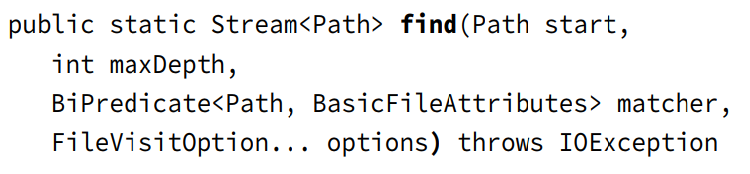 public static Stream<Path> find(Path start,
int maxDepth,
BiPredicate<Path, BasicFileAttributes> matcher,
FileVisitOption... options) throws IOException